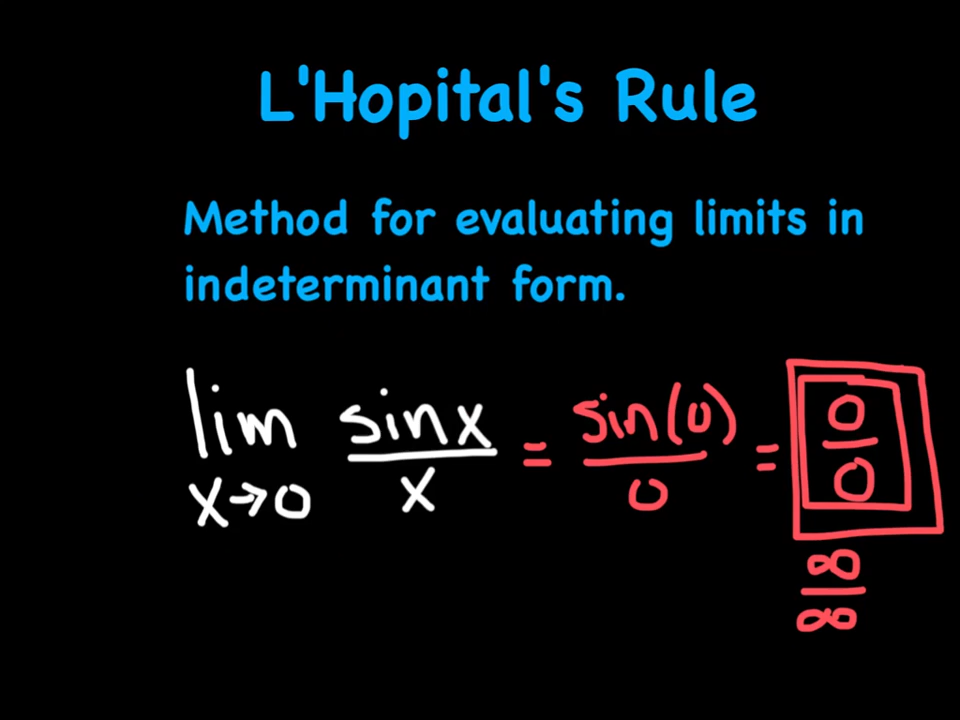 L'Hopital's Rule
Method for evaluating limits in
indeterminant form.
lim x→0 sinx/x = sin(0)/0 = 0/0
∞/∞